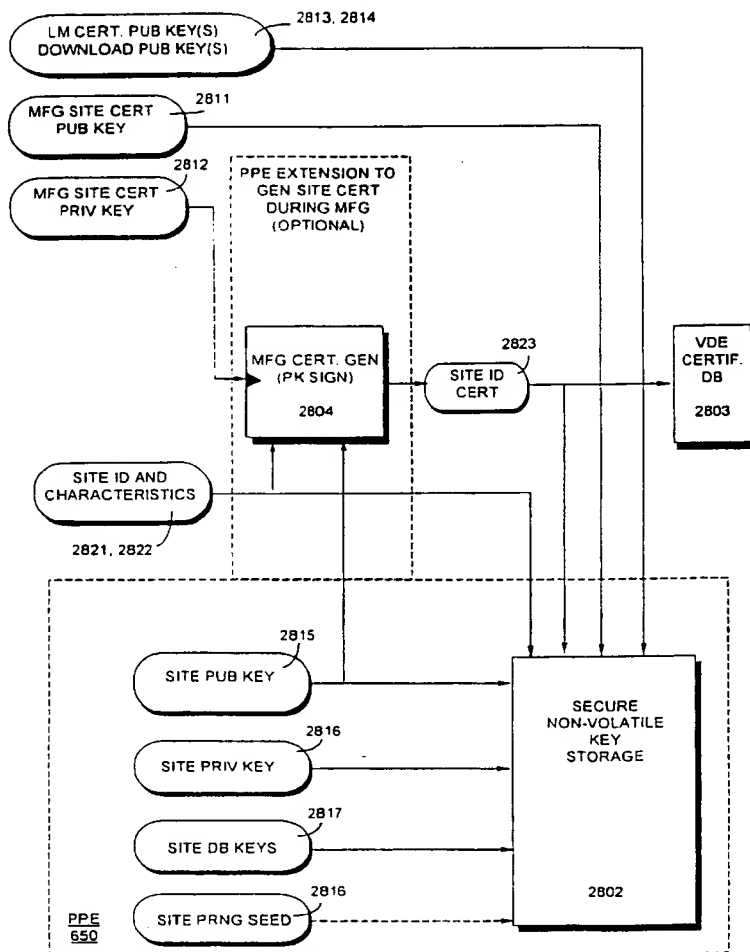 LM CERT. PUB KEY(S)
DOWNLOAD PUB KEY(S)
2813, 2814
MFG SITE CERT
PUB KEY
2811
MFG SITE CERT
PRIV KEY
2812
PPE EXTENSION TO
GEN SITE CERT
DURING MFG
(OPTIONAL)
MFG CERT. GEN
(PK SIGN)
2804
2823
SITE ID
CERT
VDE
CERTIF.
DB
2803
SITE ID AND
CHARACTERISTICS
2821, 2822
2815
SITE PUB KEY
2816
SITE PRIV KEY
2817
SITE DB KEYS
2816
SITE PRNG SEED
SECURE
NON-VOLATILE
KEY
STORAGE
2802
PPE
650